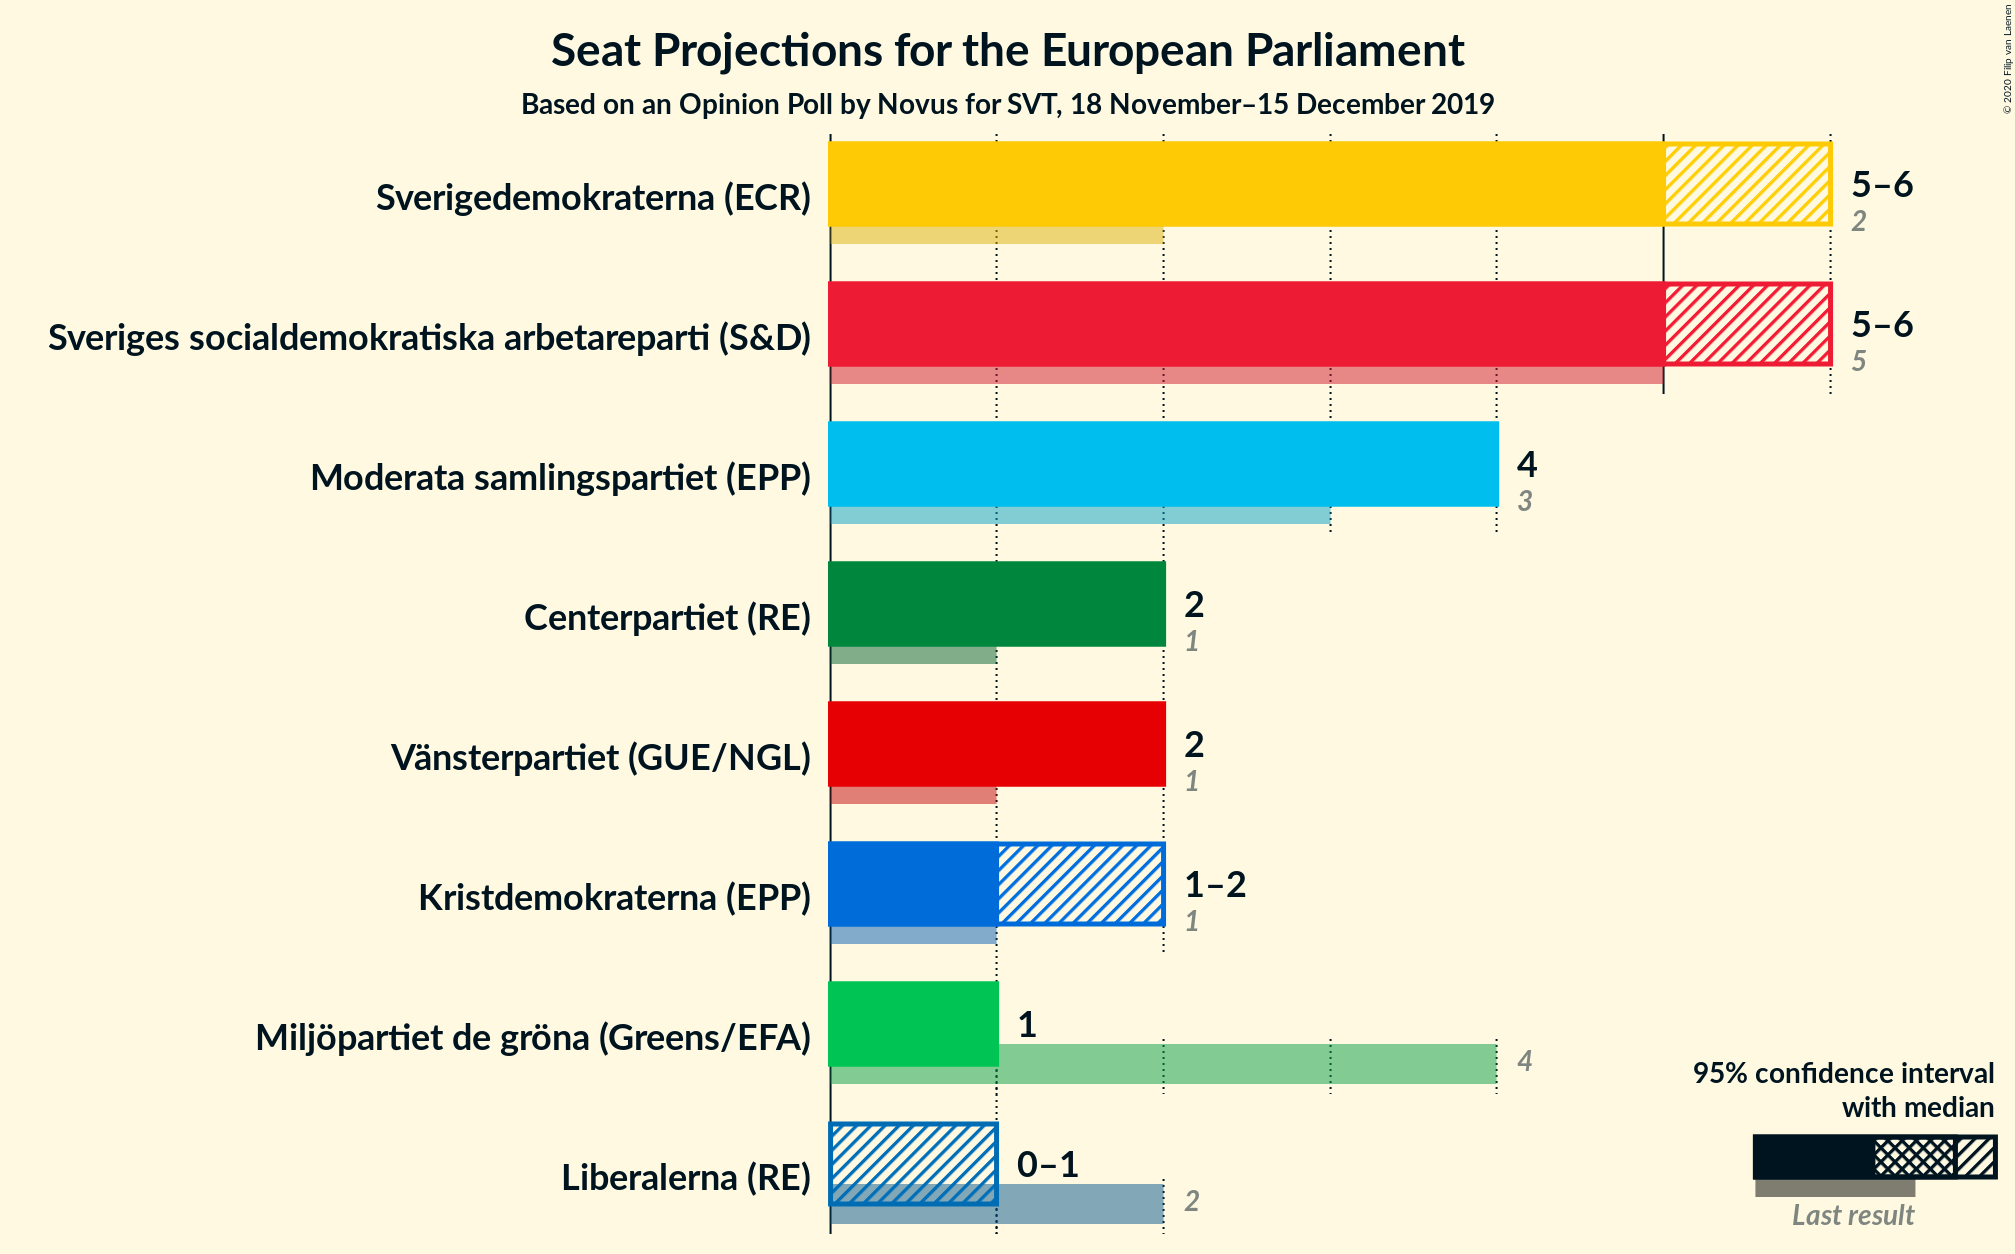 Seat Projections for the European Parliament
Based on an Opinion Poll by Novus for SVT, 18 November–15 December 2019
© 2020 Filip van Laenen
Sverigedemokraterna (ECR)
5–6
2
Sveriges socialdemokratiska arbetareparti (S&D)
5–6
5
Moderata samlingspartiet (EPP)
4
3
Centerpartiet (RE)
2
1
Vänsterpartiet (GUE/NGL)
2
1
Kristdemokraterna (EPP)
1–2
1
Miljöpartiet de gröna (Greens/EFA)
1
4
Liberalerna (RE)
0–1
2
95% confidence interval
with median
Last result